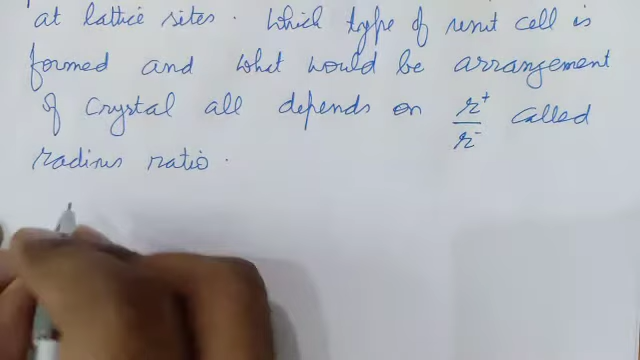 at lattice sites. Which type of unit cell is
formed and what would be arrangement
of crystal all depends on r⁺/r⁻ called
radius ratio.